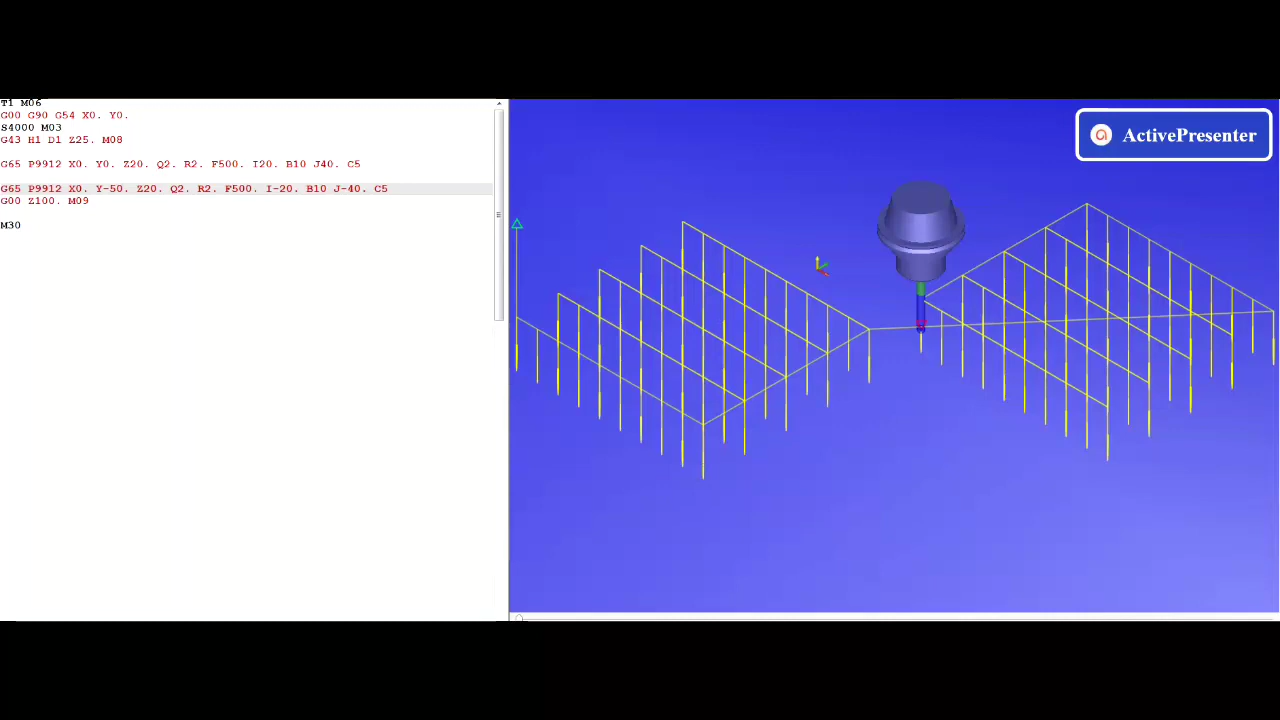 T1 M06
G00 G90 G54 X0. Y0.
S4000 M03
G43 H1 D1 Z25. M08
G65 P9912 X0. Y0. Z20. Q2. R2. F500. I20. B10 J40. C5
G65 P9912 X0. Y-50. Z20. Q2. R2. F500. I-20. B10 J-40. C5
G00 Z100. M09
M30
ActivePresenter